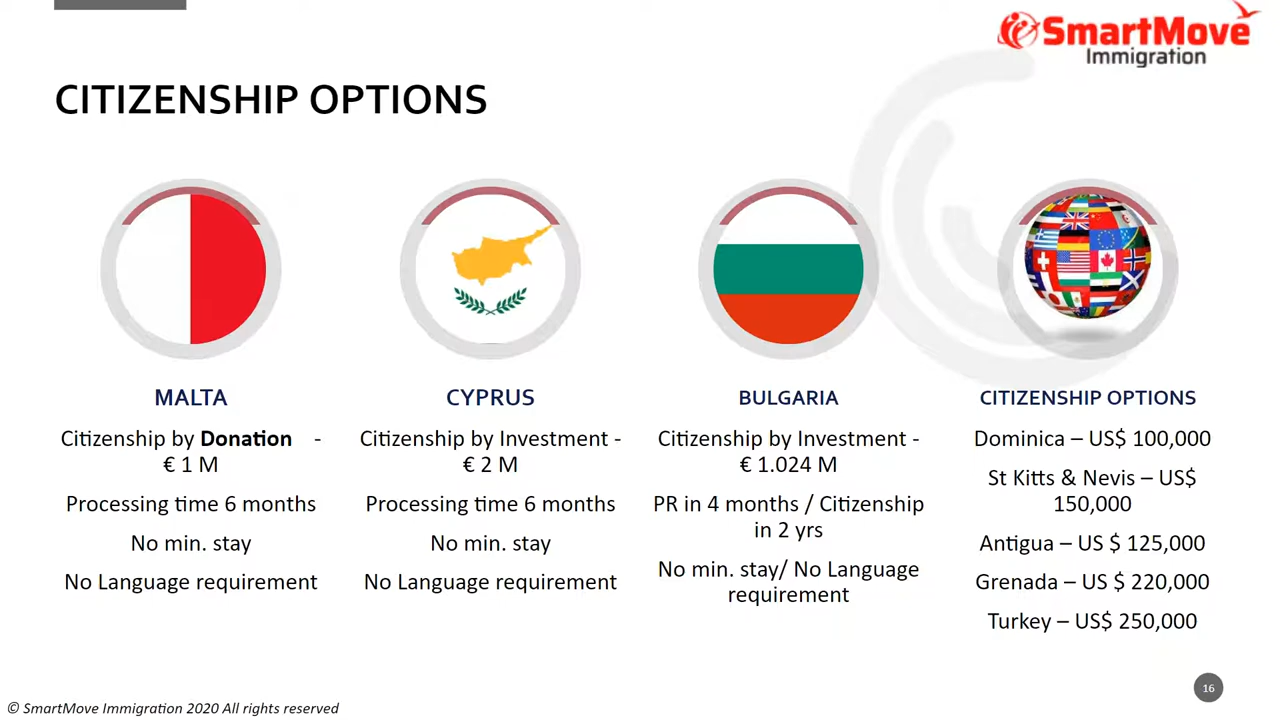 SmartMove
Immigration
CITIZENSHIP OPTIONS
MALTA
Citizenship by Donation -
€ 1 M
Processing time 6 months
No min. stay
No Language requirement
CYPRUS
Citizenship by Investment -
€ 2 M
Processing time 6 months
No min. stay
No Language requirement
BULGARIA
Citizenship by Investment -
€ 1.024 M
PR in 4 months / Citizenship
in 2 yrs
No min. stay/ No Language
requirement
CITIZENSHIP OPTIONS
Dominica – US$ 100,000
St Kitts & Nevis – US$
150,000
Antigua – US $ 125,000
Grenada – US $ 220,000
Turkey – US$ 250,000
16
© SmartMove Immigration 2020 All rights reserved